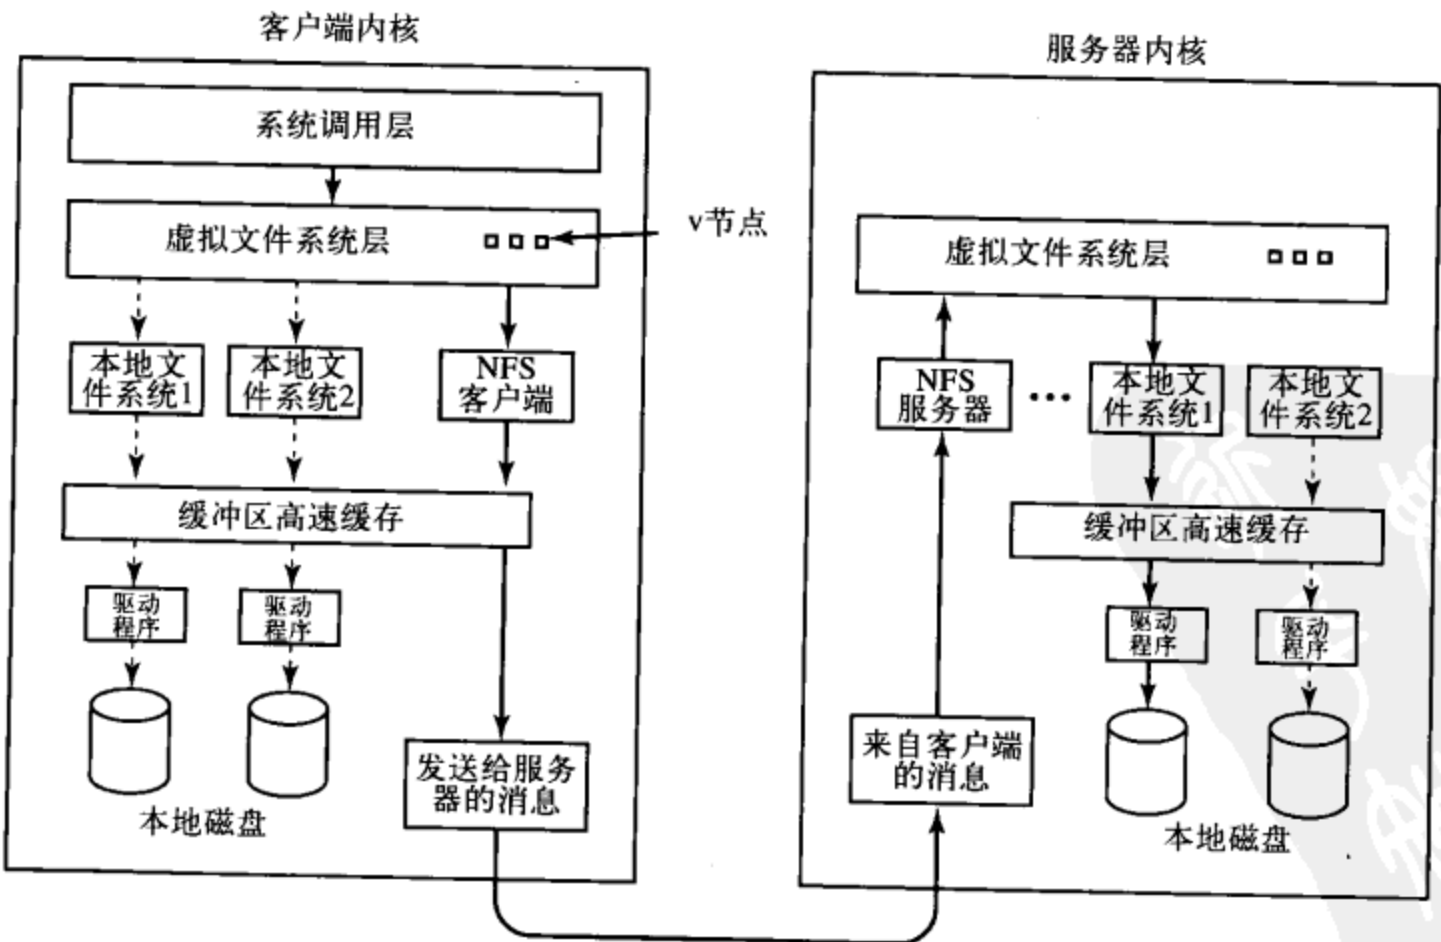 客户端内核
系统调用层
虚拟文件系统层
v节点
本地文
件系统1
本地文
件系统2
NFS
客户端
缓冲区高速缓存
驱动
程序
驱动
程序
本地磁盘
发送给服务
器的消息
服务器内核
虚拟文件系统层
NFS
服务器
…
本地文
件系统1
本地文
件系统2
缓冲区高速缓存
驱动
程序
驱动
程序
来自客户端
的消息
本地磁盘